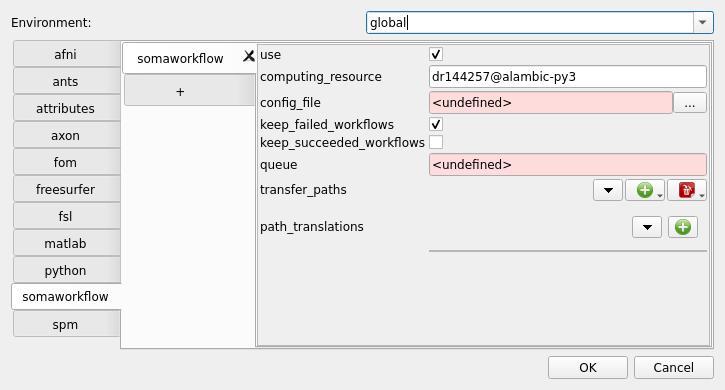 Environment: global
afni
ants
attributes
axon
fom
freesurfer
fsl
matlab
python
somaworkflow
spm
somaworkflow
+
use
computing_resource dr144257@alambic-py3
config_file <undefined> ...
keep_failed_workflows
keep_succeeded_workflows
queue <undefined>
transfer_paths
path_translations
OK Cancel